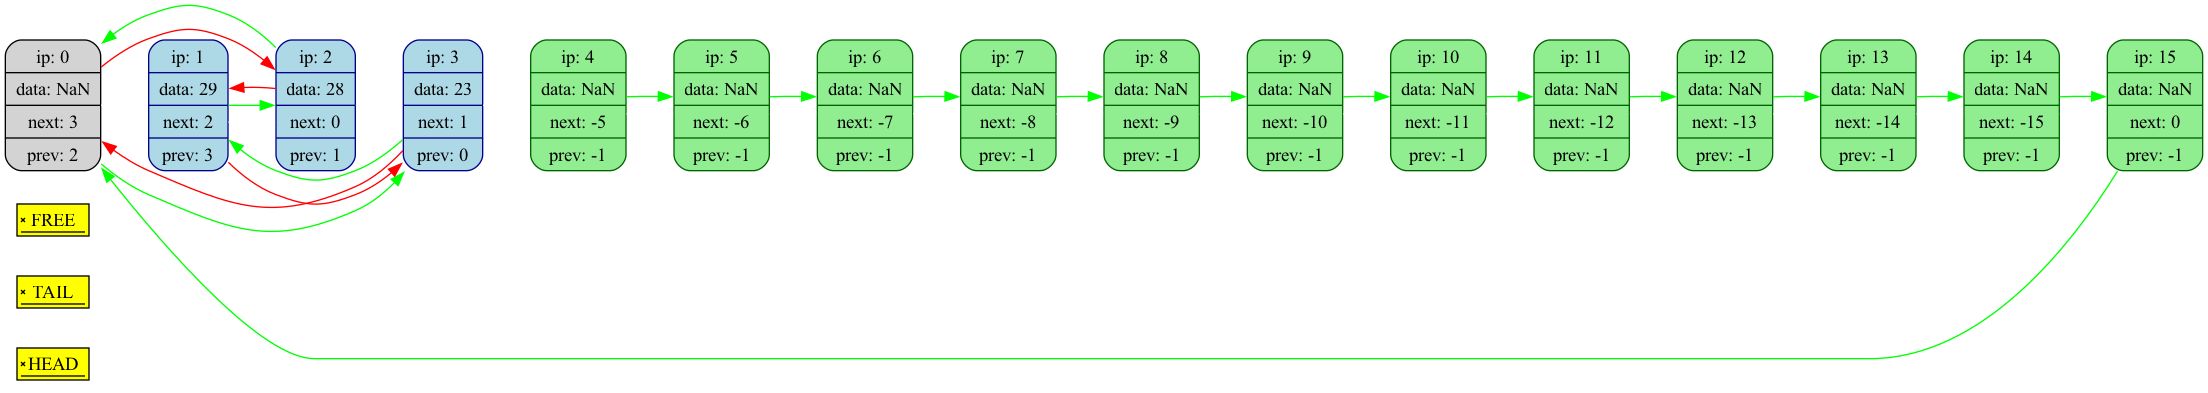 ip: 0
data: NaN
next: 3
prev: 2
ip: 1
data: 29
next: 2
prev: 3
ip: 2
data: 28
next: 0
prev: 1
ip: 3
data: 23
next: 1
prev: 0
ip: 4
data: NaN
next: -5
prev: -1
ip: 5
data: NaN
next: -6
prev: -1
ip: 6
data: NaN
next: -7
prev: -1
ip: 7
data: NaN
next: -8
prev: -1
ip: 8
data: NaN
next: -9
prev: -1
ip: 9
data: NaN
next: -10
prev: -1
ip: 10
data: NaN
next: -11
prev: -1
ip: 11
data: NaN
next: -12
prev: -1
ip: 12
data: NaN
next: -13
prev: -1
ip: 13
data: NaN
next: -14
prev: -1
ip: 14
data: NaN
next: -15
prev: -1
ip: 15
data: NaN
next: 0
prev: -1
FREE
TAIL
HEAD